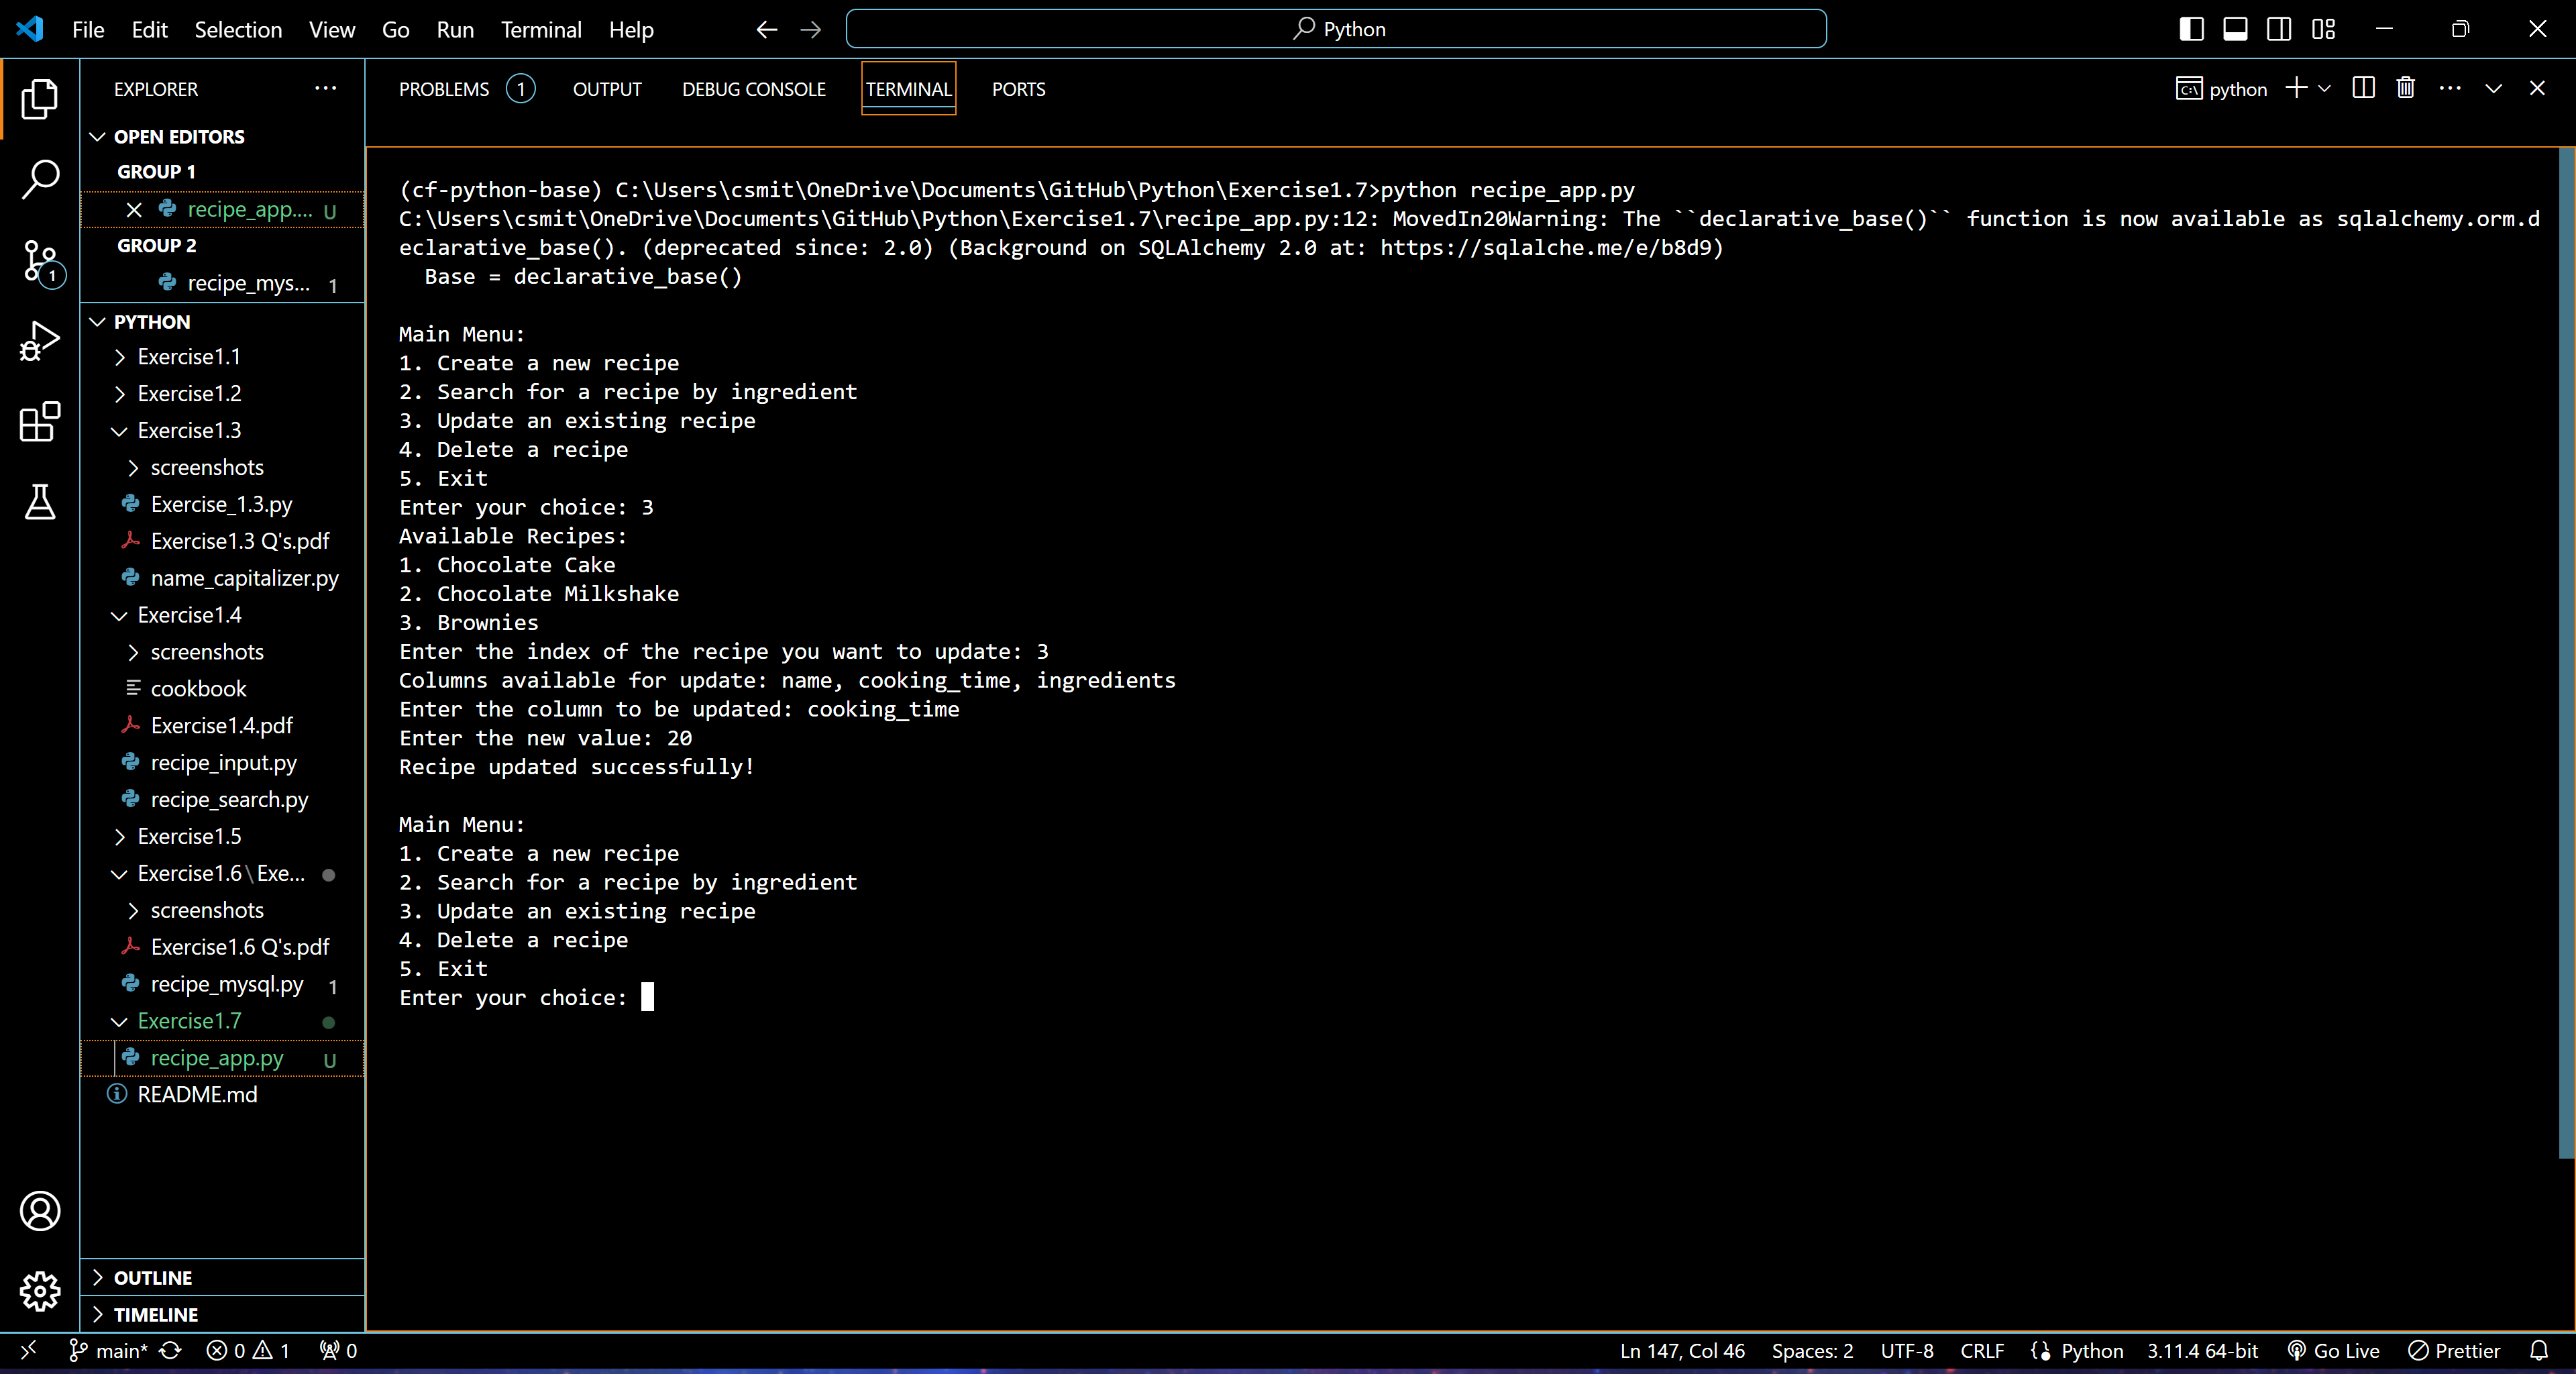 File Edit Selection View Go Run Terminal Help
Python
EXPLORER
OPEN EDITORS
GROUP 1
recipe_app.... U
GROUP 2
recipe_mys... 1
PYTHON
Exercise1.1
Exercise1.2
Exercise1.3
screenshots
Exercise_1.3.py
Exercise1.3 Q's.pdf
name_capitalizer.py
Exercise1.4
screenshots
cookbook
Exercise1.4.pdf
recipe_input.py
recipe_search.py
Exercise1.5
Exercise1.6\Exe...
screenshots
Exercise1.6 Q's.pdf
recipe_mysql.py 1
Exercise1.7
recipe_app.py U
README.md
OUTLINE
TIMELINE
1
PROBLEMS 1 OUTPUT DEBUG CONSOLE TERMINAL PORTS
python
(cf-python-base) C:\Users\csmit\OneDrive\Documents\GitHub\Python\Exercise1.7>python recipe_app.py
C:\Users\csmit\OneDrive\Documents\GitHub\Python\Exercise1.7\recipe_app.py:12: MovedIn20Warning: The ``declarative_base()`` function is now available as sqlalchemy.orm.d
eclarative_base(). (deprecated since: 2.0) (Background on SQLAlchemy 2.0 at: https://sqlalche.me/e/b8d9)
Base = declarative_base()
Main Menu:
1. Create a new recipe
2. Search for a recipe by ingredient
3. Update an existing recipe
4. Delete a recipe
5. Exit
Enter your choice: 3
Available Recipes:
1. Chocolate Cake
2. Chocolate Milkshake
3. Brownies
Enter the index of the recipe you want to update: 3
Columns available for update: name, cooking_time, ingredients
Enter the column to be updated: cooking_time
Enter the new value: 20
Recipe updated successfully!
Main Menu:
1. Create a new recipe
2. Search for a recipe by ingredient
3. Update an existing recipe
4. Delete a recipe
5. Exit
Enter your choice:
main* 0 1 0
Ln 147, Col 46 Spaces: 2 UTF-8 CRLF Python 3.11.4 64-bit Go Live Prettier